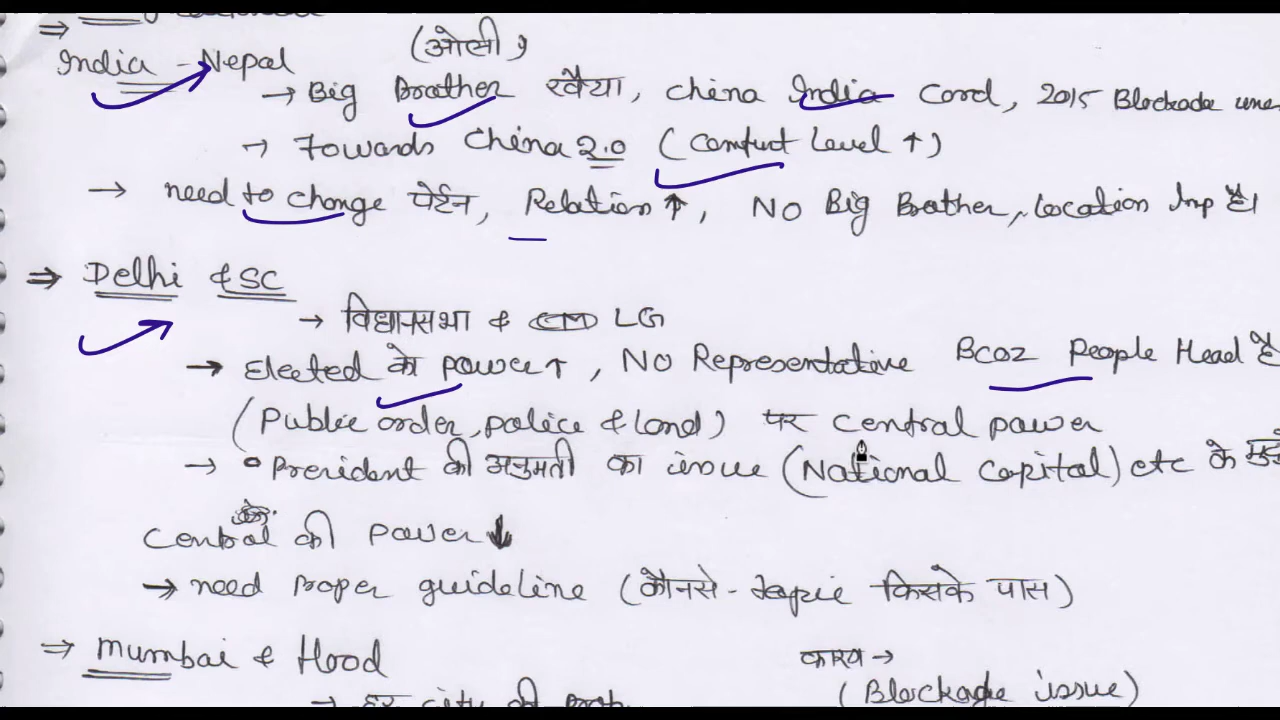 ⇒
(ओली)
India - Nepal
→ Big Brother रवैया, China India Card, 2015 Blockade
→ Towards China 2.0 (Comfort Level ↑)
→ need to change पैटर्न, Relation ↑, NO Big Brother, Location Imp है।
⇒ Delhi & SC
→ विधानसभा & LG
→ Elected को power ↑, NO Representative Bcoz People Head है
(Public order, police & land) पर Central power
→ President की अनुमती का issue (National Capital) etc के
Central की Power ↓
→ need proper guideline (कौनसे - topic किसके पास)
⇒ Mumbai & flood
कारण →
→ हर city की prob
(Blockage issue)